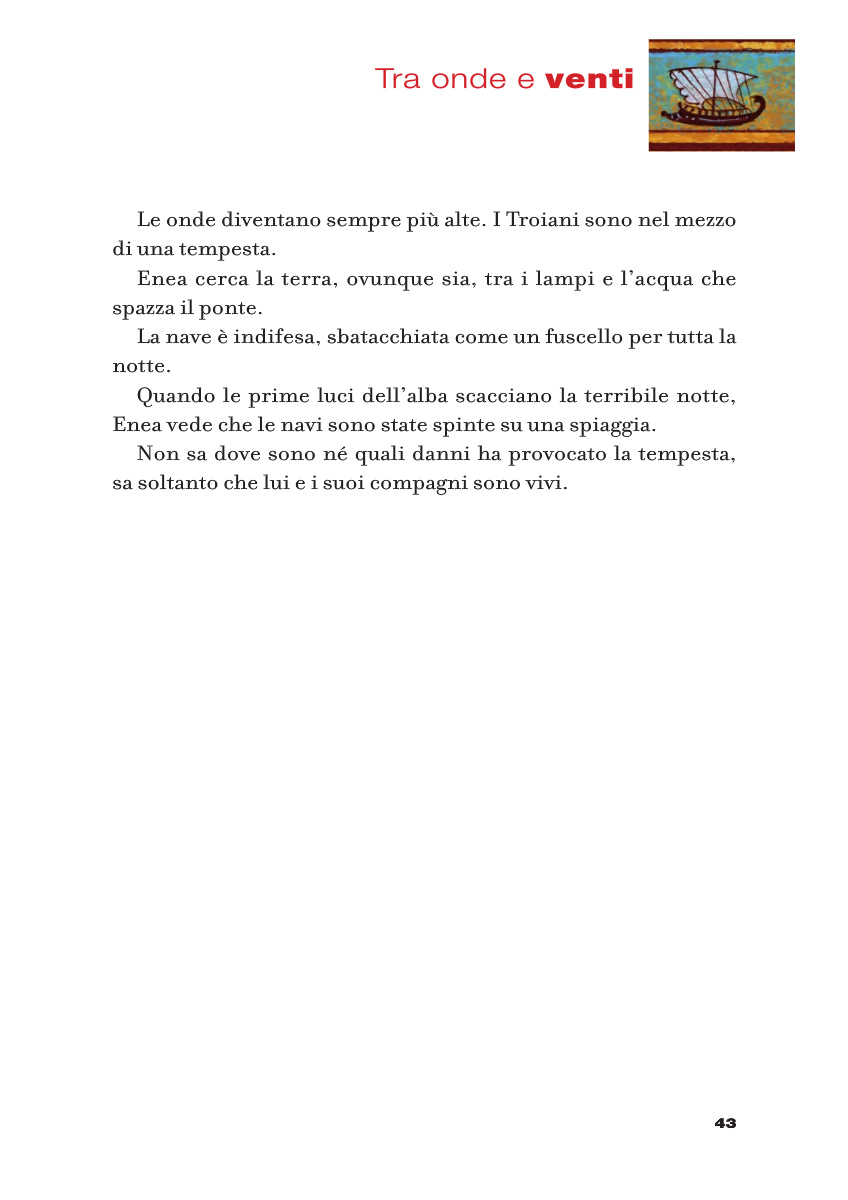 Tra onde e venti
Le onde diventano sempre più alte. I Troiani sono nel mezzo
di una tempesta.
Enea cerca la terra, ovunque sia, tra i lampi e l’acqua che
spazza il ponte.
La nave è indifesa, sbatacchiata come un fuscello per tutta la
notte.
Quando le prime luci dell’alba scacciano la terribile notte,
Enea vede che le navi sono state spinte su una spiaggia.
Non sa dove sono né quali danni ha provocato la tempesta,
sa soltanto che lui e i suoi compagni sono vivi.
43